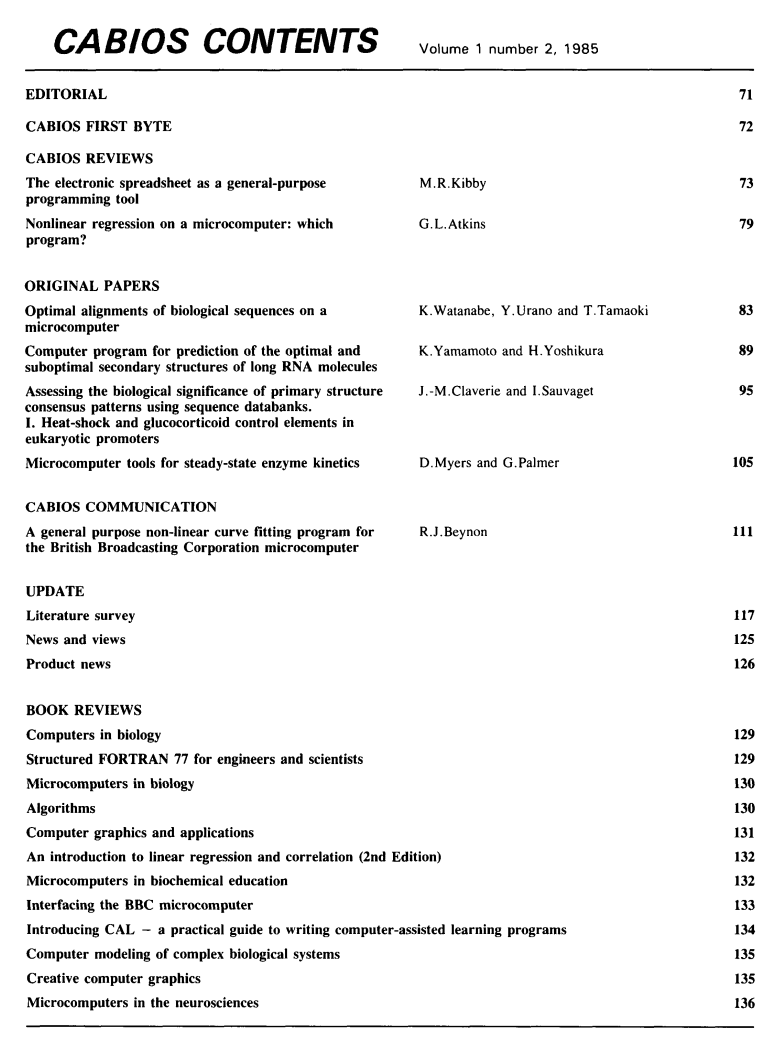 CABIOS CONTENTS Volume 1 number 2, 1985
EDITORIAL 71
CABIOS FIRST BYTE 72
CABIOS REVIEWS
The electronic spreadsheet as a general-purpose M.R.Kibby 73
programming tool
Nonlinear regression on a microcomputer: which G.L.Atkins 79
program?
ORIGINAL PAPERS
Optimal alignments of biological sequences on a K.Watanabe, Y.Urano and T.Tamaoki 83
microcomputer
Computer program for prediction of the optimal and K.Yamamoto and H.Yoshikura 89
suboptimal secondary structures of long RNA molecules
Assessing the biological significance of primary structure J.-M.Claverie and I.Sauvaget 95
consensus patterns using sequence databanks.
I. Heat-shock and glucocorticoid control elements in
eukaryotic promoters
Microcomputer tools for steady-state enzyme kinetics D.Myers and G.Palmer 105
CABIOS COMMUNICATION
A general purpose non-linear curve fitting program for R.J.Beynon 111
the British Broadcasting Corporation microcomputer
UPDATE
Literature survey 117
News and views 125
Product news 126
BOOK REVIEWS
Computers in biology 129
Structured FORTRAN 77 for engineers and scientists 129
Microcomputers in biology 130
Algorithms 130
Computer graphics and applications 131
An introduction to linear regression and correlation (2nd Edition) 132
Microcomputers in biochemical education 132
Interfacing the BBC microcomputer 133
Introducing CAL – a practical guide to writing computer-assisted learning programs 134
Computer modeling of complex biological systems 135
Creative computer graphics 135
Microcomputers in the neurosciences 136